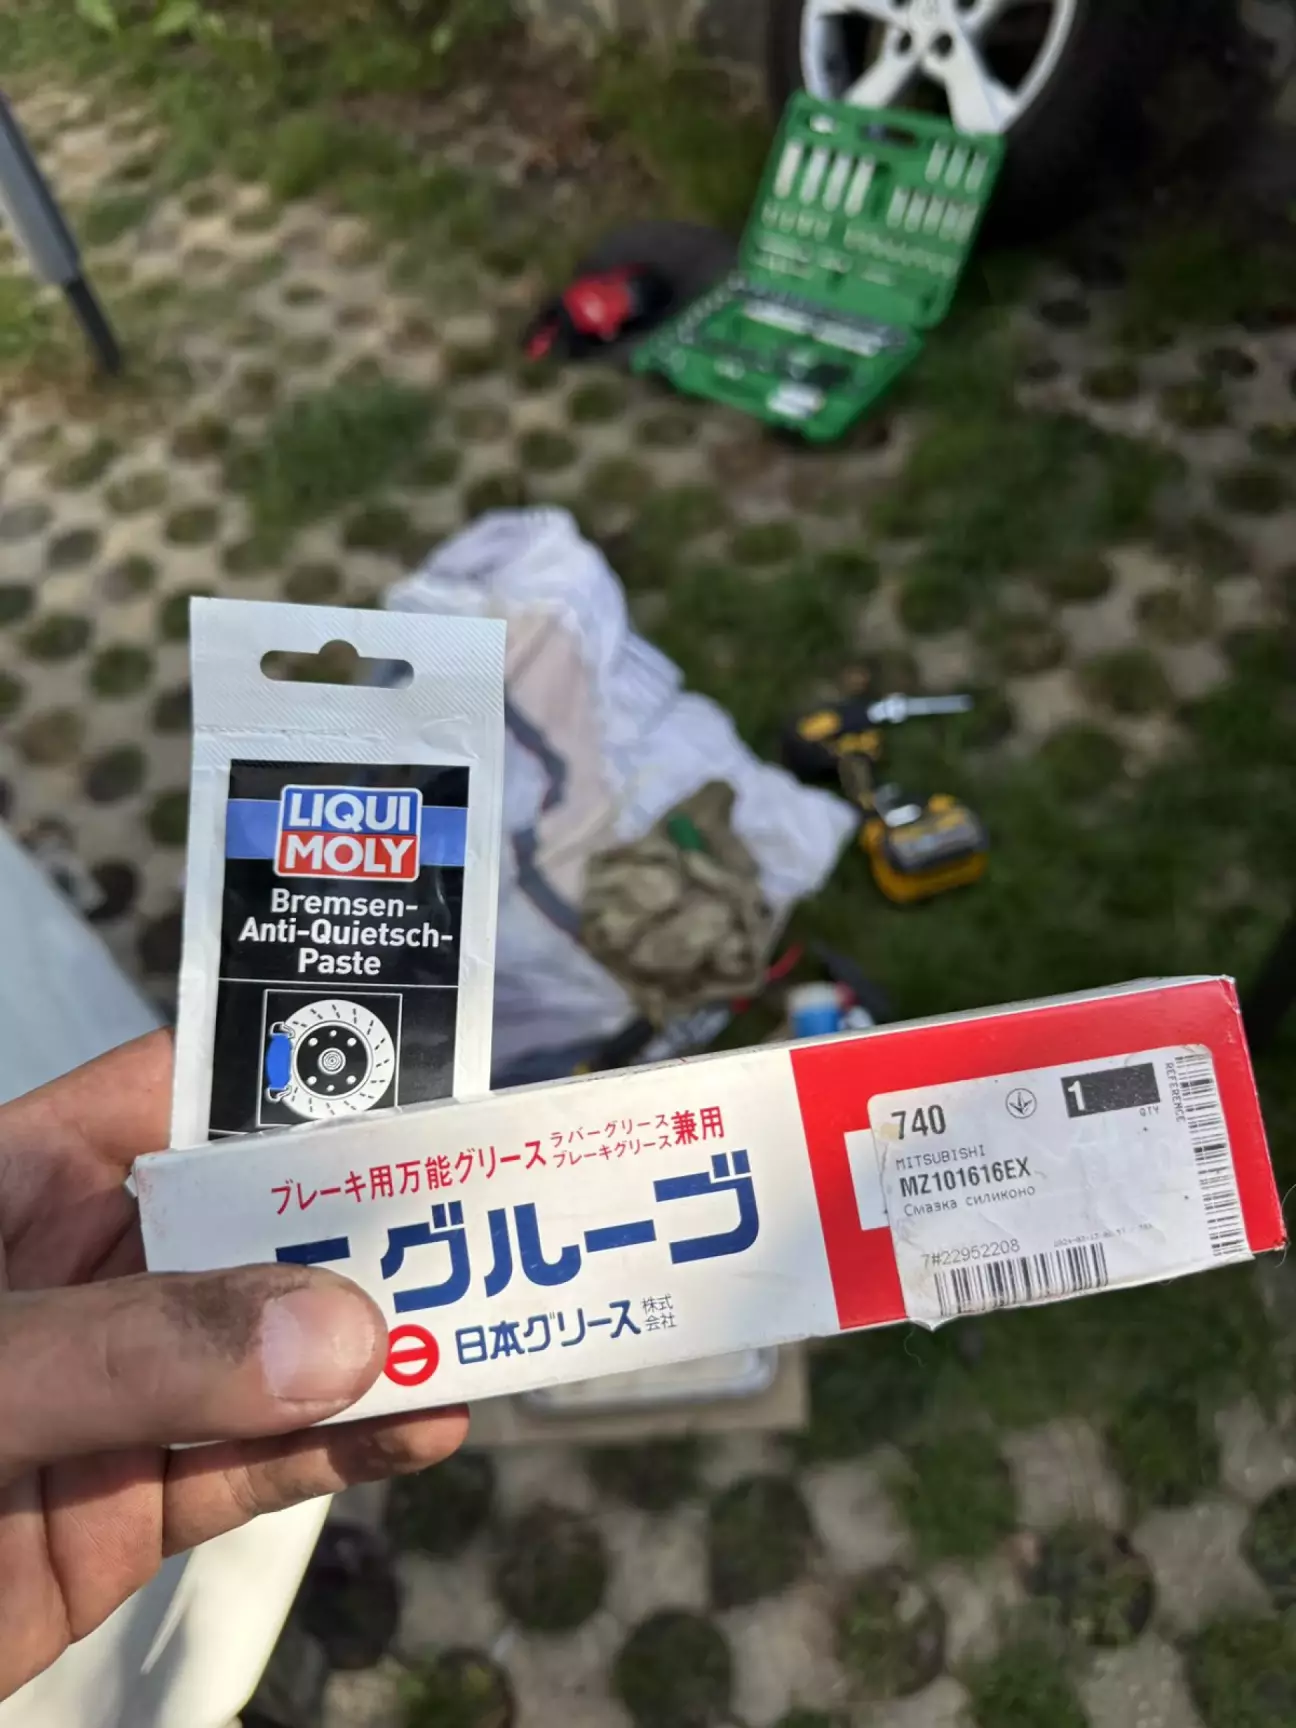 LIQUI
MOLY
Bremsen-
Anti-Quietsch-
Paste
ブレーキ用万能グリース ラバーグリース ブレーキグリース 兼用
グルーブ
日本グリース 株式会社
740
1
QTY
REFERENCE
MITSUBISHI
MZ101616EX
Смазка силиконо
7#22952208